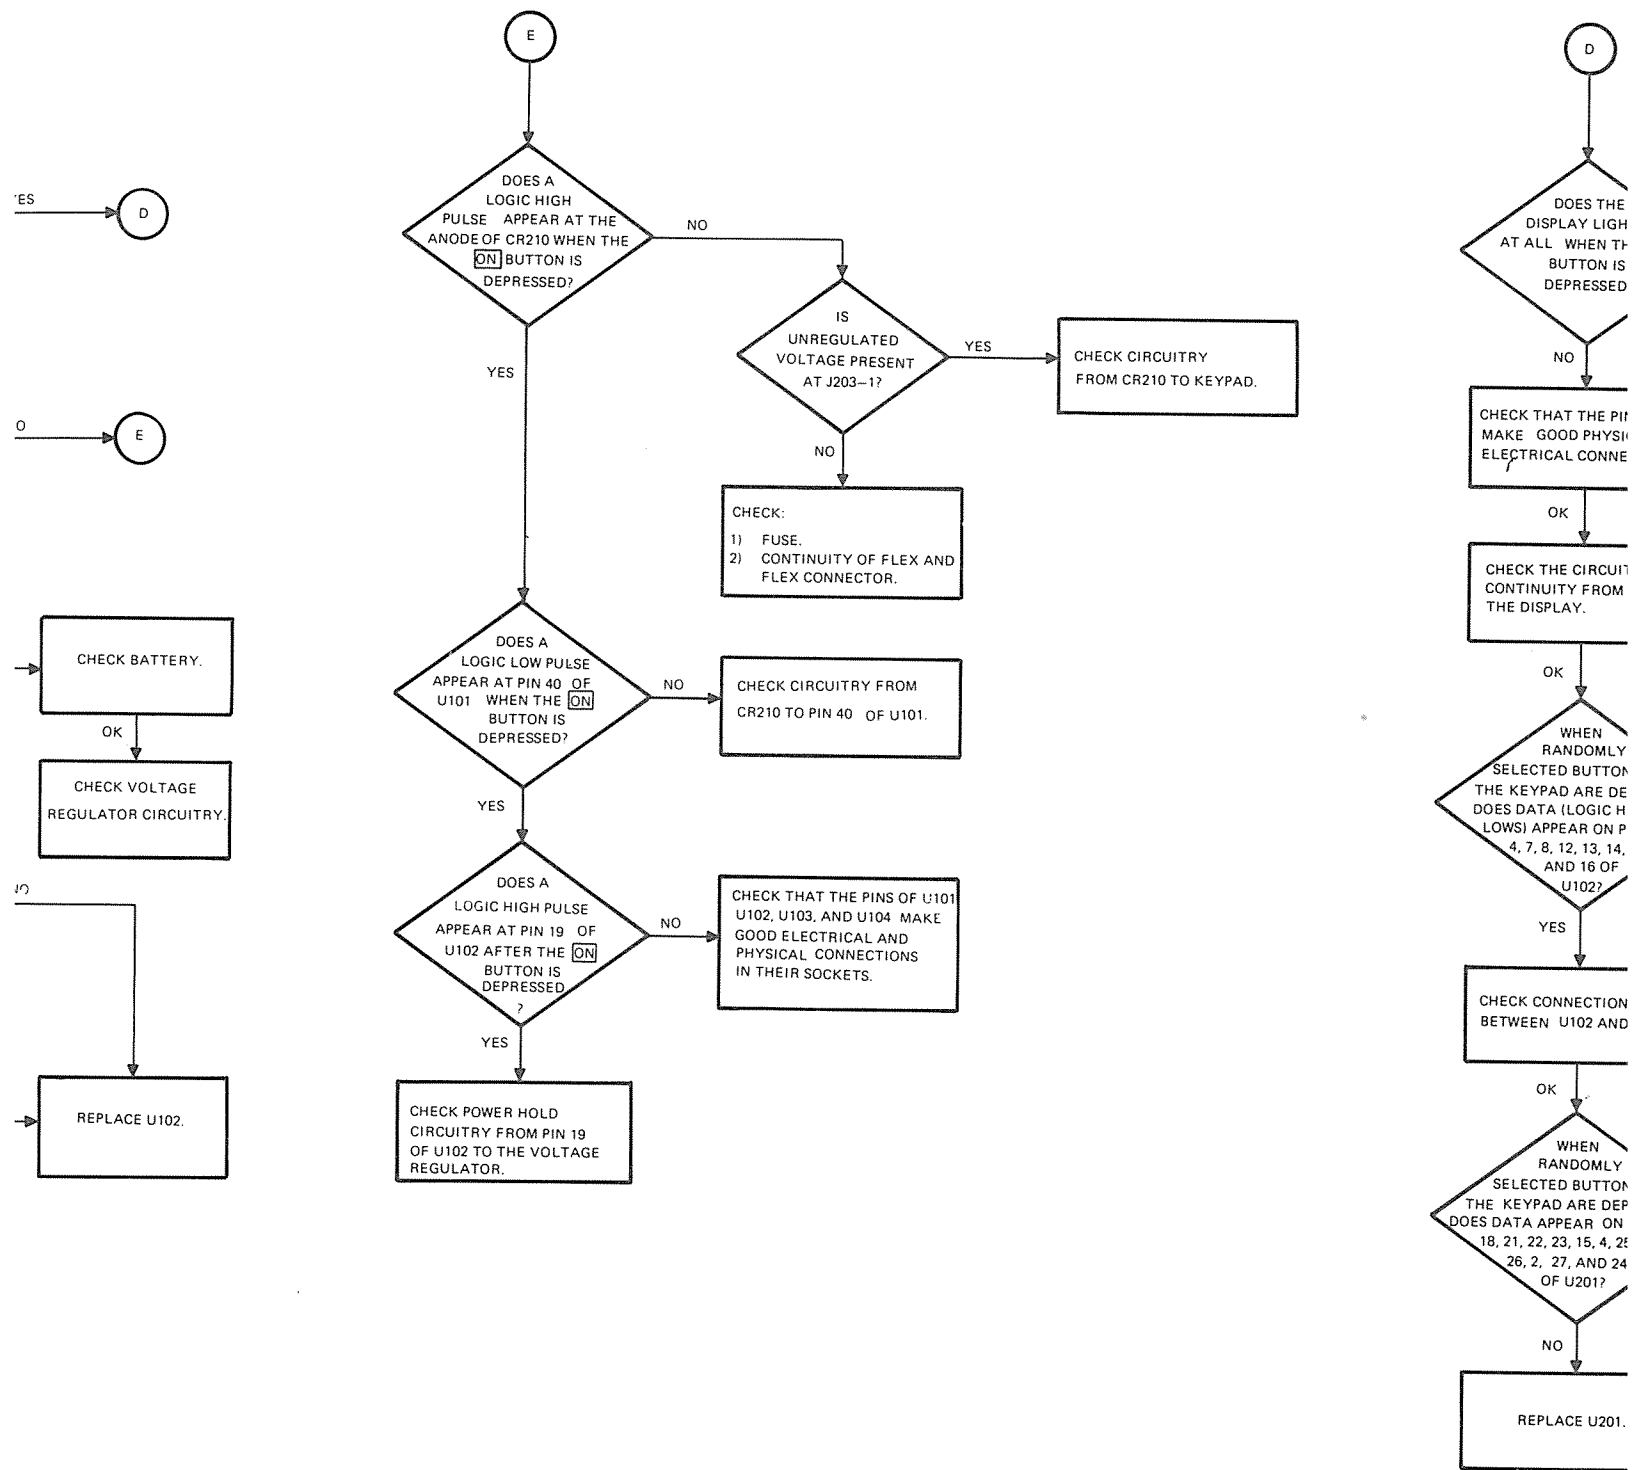 'ES
D
O
E
CHECK BATTERY.
OK
CHECK VOLTAGE
REGULATOR CIRCUITRY.
REPLACE U102.
E
DOES A
LOGIC HIGH
PULSE APPEAR AT THE
ANODE OF CR210 WHEN THE
ON BUTTON IS
DEPRESSED?
NO
YES
IS
UNREGULATED
VOLTAGE PRESENT
AT J203-1?
YES
CHECK CIRCUITRY
FROM CR210 TO KEYPAD.
NO
CHECK:
1) FUSE.
2) CONTINUITY OF FLEX AND
FLEX CONNECTOR.
DOES A
LOGIC LOW PULSE
APPEAR AT PIN 40 OF
U101 WHEN THE ON
BUTTON IS
DEPRESSED?
NO
CHECK CIRCUITRY FROM
CR210 TO PIN 40 OF U101.
YES
DOES A
LOGIC HIGH PULSE
APPEAR AT PIN 19 OF
U102 AFTER THE ON
BUTTON IS
DEPRESSED
?
NO
CHECK THAT THE PINS OF U101
U102, U103, AND U104 MAKE
GOOD ELECTRICAL AND
PHYSICAL CONNECTIONS
IN THEIR SOCKETS.
YES
CHECK POWER HOLD
CIRCUITRY FROM PIN 19
OF U102 TO THE VOLTAGE
REGULATOR.
D
DOES THE
DISPLAY LIGH
AT ALL WHEN TH
BUTTON IS
DEPRESSED
NO
CHECK THAT THE PI
MAKE GOOD PHYSI
ELECTRICAL CONNE
OK
CHECK THE CIRCUIT
CONTINUITY FROM
THE DISPLAY.
OK
WHEN
RANDOMLY
SELECTED BUTTON
THE KEYPAD ARE DE
DOES DATA (LOGIC H
LOWS) APPEAR ON P
4, 7, 8, 12, 13, 14,
AND 16 OF
U102?
YES
CHECK CONNECTION
BETWEEN U102 AND
OK
WHEN
RANDOMLY
SELECTED BUTTON
THE KEYPAD ARE DEP
DOES DATA APPEAR ON
18, 21, 22, 23, 15, 4, 25
26, 2, 27, AND 24
OF U201?
NO
REPLACE U201.